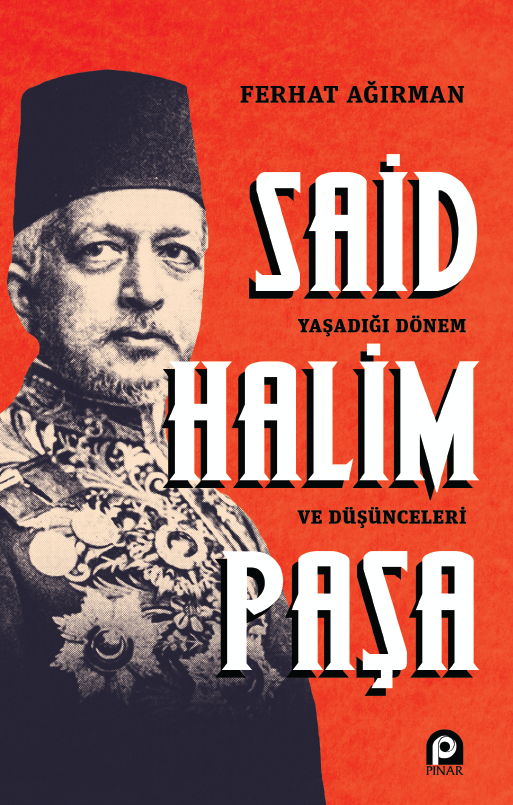 FERHAT AĞIRMAN
SAİD
YAŞADIĞI DÖNEM
HALİM
VE DÜŞÜNCELERİ
PAŞA
PINAR